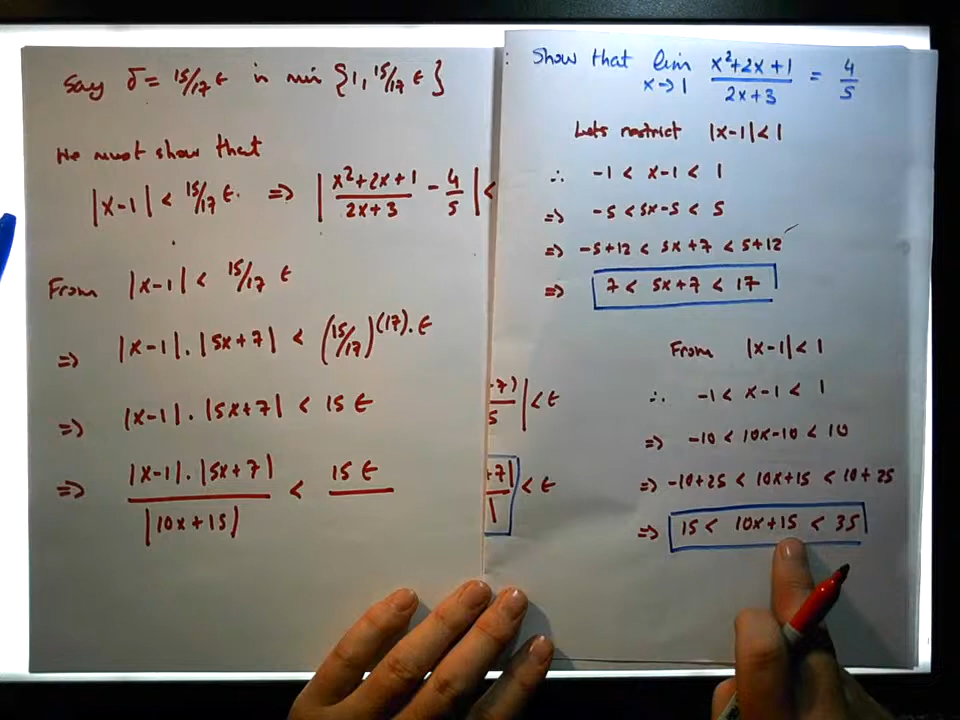 Say δ = 15/17 ϵ is min {1, 15/17 ϵ}
We must show that
|x-1| < 15/17 ϵ. => | x²+2x+1 / 2x+3 - 4/5 | <
From |x-1| < 15/17 ϵ
=> |x-1| . |5x+7| < (15/17)(17). ϵ
=> |x-1| . |5x+7| < 15 ϵ
=> |x-1| . |5x+7| / |10x+15| < 15 ϵ
-7) / 5 | < ϵ
+7| / | < ϵ
: Show that lim x→1 x²+2x+1 / 2x+3 = 4/5
Lets restrict |x-1| < 1
∴ -1 < x-1 < 1
=> -5 < 5x-5 < 5
=> -5+12 < 5x+7 < 5+12
=> 7 < 5x+7 < 17
From |x-1| < 1
∴ -1 < x-1 < 1
=> -10 < 10x-10 < 10
=> -10+25 < 10x+15 < 10+25
=> 15 < 10x+15 < 35